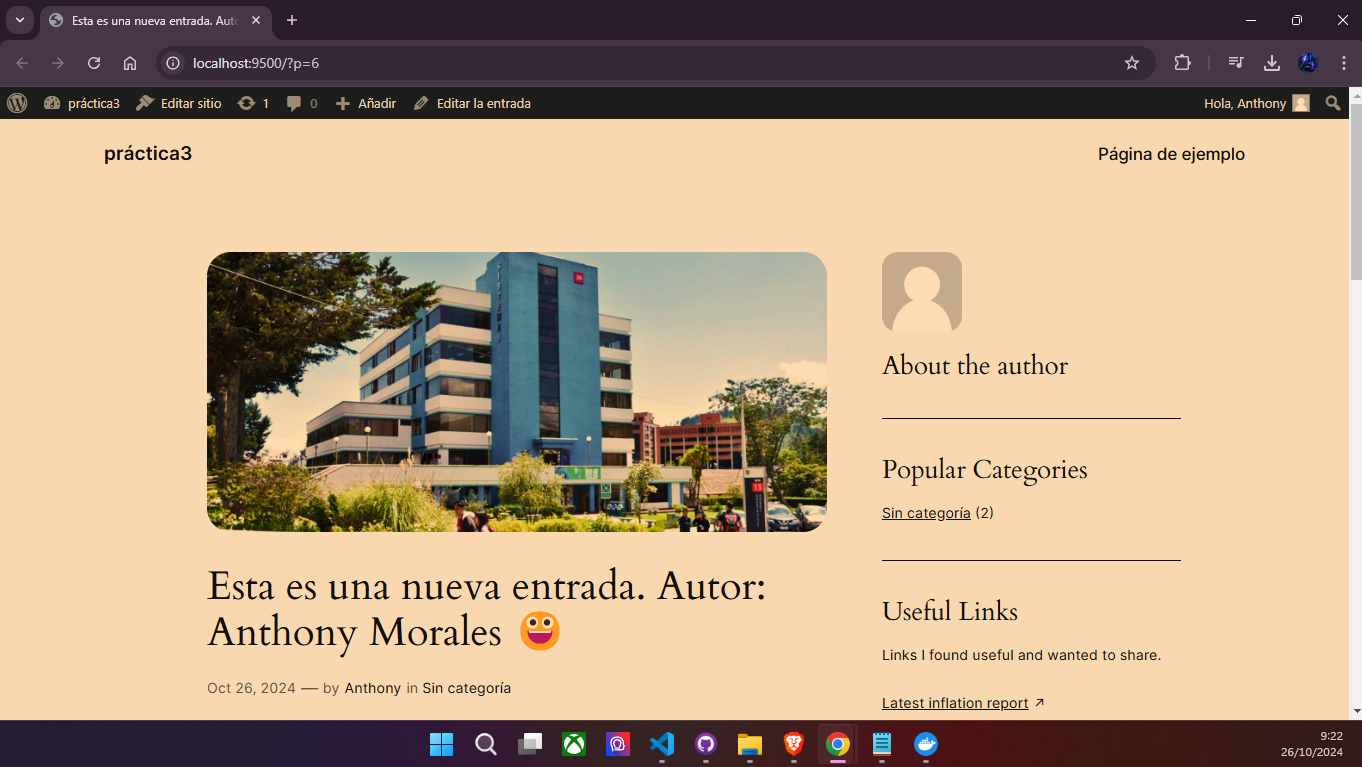 Esta es una nueva entrada. Auto
localhost:9500/?p=6
práctica3 Editar sitio 1 0 Añadir Editar la entrada Hola, Anthony
práctica3 Página de ejemplo
SISTEMAS
20
13
Esta es una nueva entrada. Autor:
Anthony Morales
Oct 26, 2024 — by Anthony in Sin categoría
About the author
Popular Categories
Sin categoría (2)
Useful Links
Links I found useful and wanted to share.
Latest inflation report ↗
9:22
26/10/2024